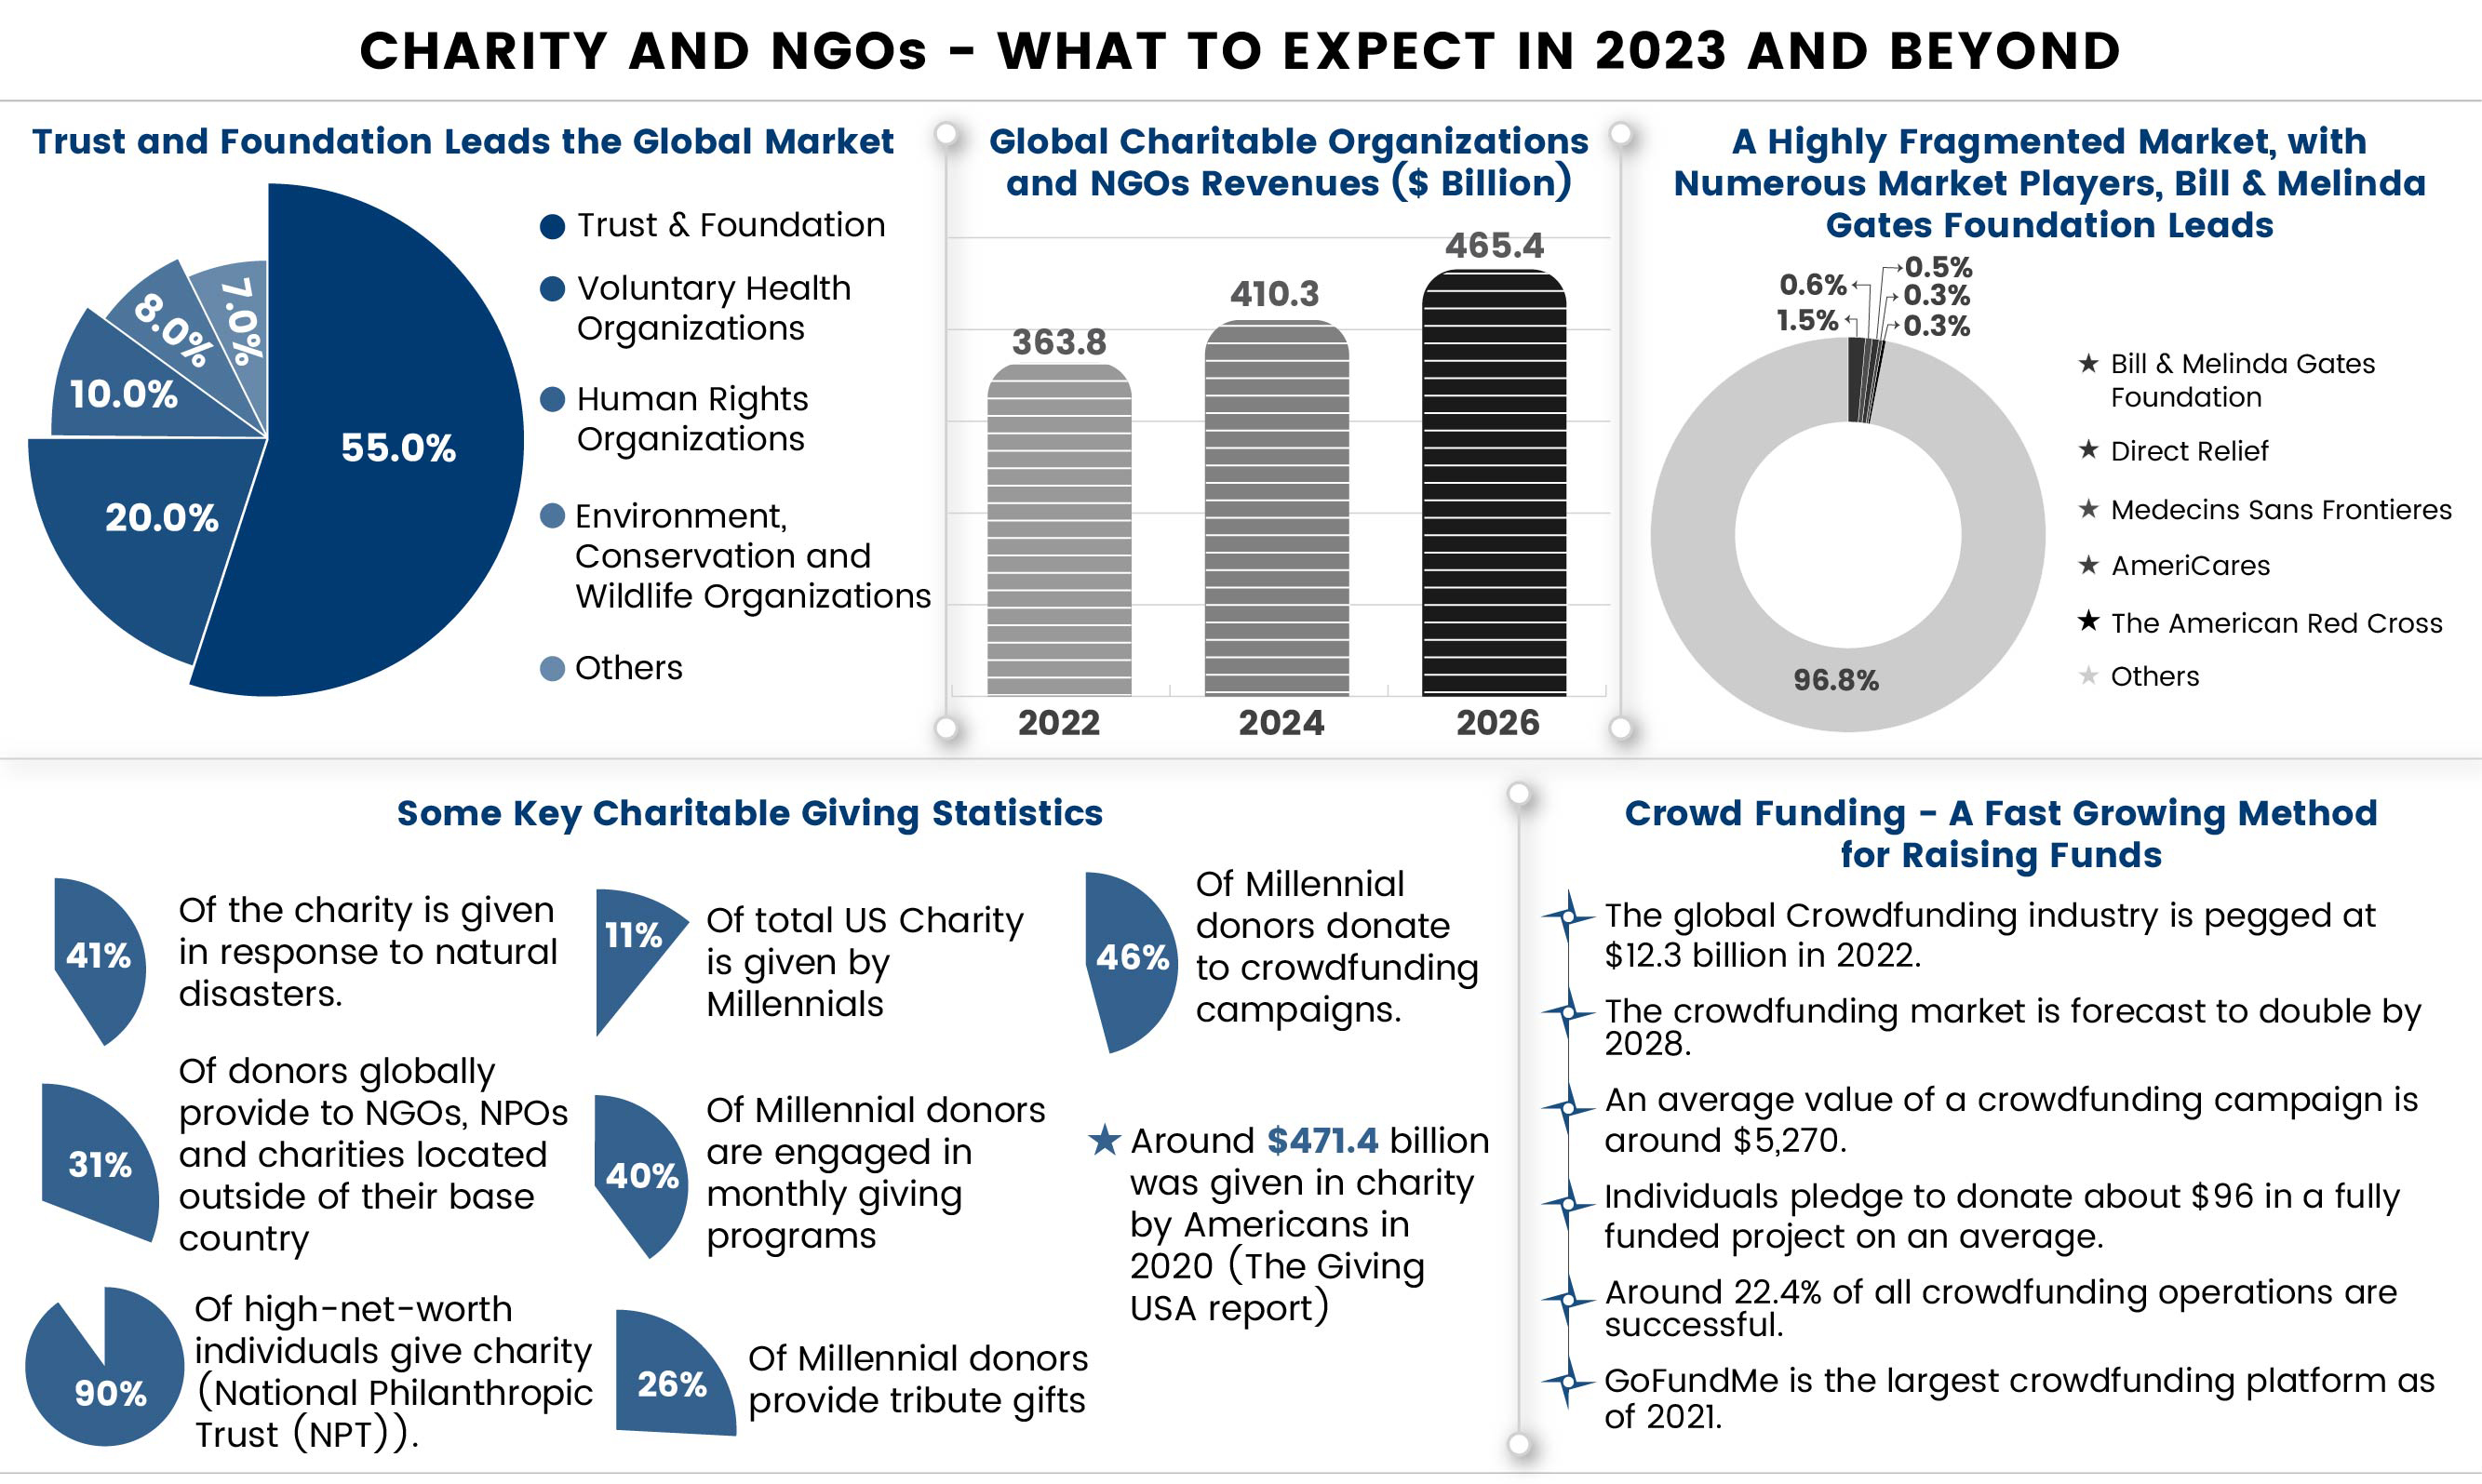 CHARITY AND NGOs - WHAT TO EXPECT IN 2023 AND BEYOND
Trust and Foundation Leads the Global Market
55.0%
20.0%
10.0%
8.0%
7.0%
Trust & Foundation
Voluntary Health
Organizations
Human Rights
Organizations
Environment,
Conservation and
Wildlife Organizations
Others
Global Charitable Organizations
and NGOs Revenues ($ Billion)
363.8
410.3
465.4
2022
2024
2026
A Highly Fragmented Market, with
Numerous Market Players, Bill & Melinda
Gates Foundation Leads
1.5%
0.6%
0.5%
0.3%
0.3%
96.8%
Bill & Melinda Gates
Foundation
Direct Relief
Medecins Sans Frontieres
AmeriCares
The American Red Cross
Others
Some Key Charitable Giving Statistics
41%
Of the charity is given
in response to natural
disasters.
31%
Of donors globally
provide to NGOs, NPOs
and charities located
outside of their base
country
90%
Of high-net-worth
individuals give charity
(National Philanthropic
Trust (NPT)).
11%
Of total US Charity
is given by
Millennials
40%
Of Millennial donors
are engaged in
monthly giving
programs
26%
Of Millennial donors
provide tribute gifts
46%
Of Millennial
donors donate
to crowdfunding
campaigns.
Around $471.4 billion
was given in charity
by Americans in
2020 (The Giving
USA report)
Crowd Funding - A Fast Growing Method
for Raising Funds
The global Crowdfunding industry is pegged at
$12.3 billion in 2022.
The crowdfunding market is forecast to double by
2028.
An average value of a crowdfunding campaign is
around $5,270.
Individuals pledge to donate about $96 in a fully
funded project on an average.
Around 22.4% of all crowdfunding operations are
successful.
GoFundMe is the largest crowdfunding platform as
of 2021.